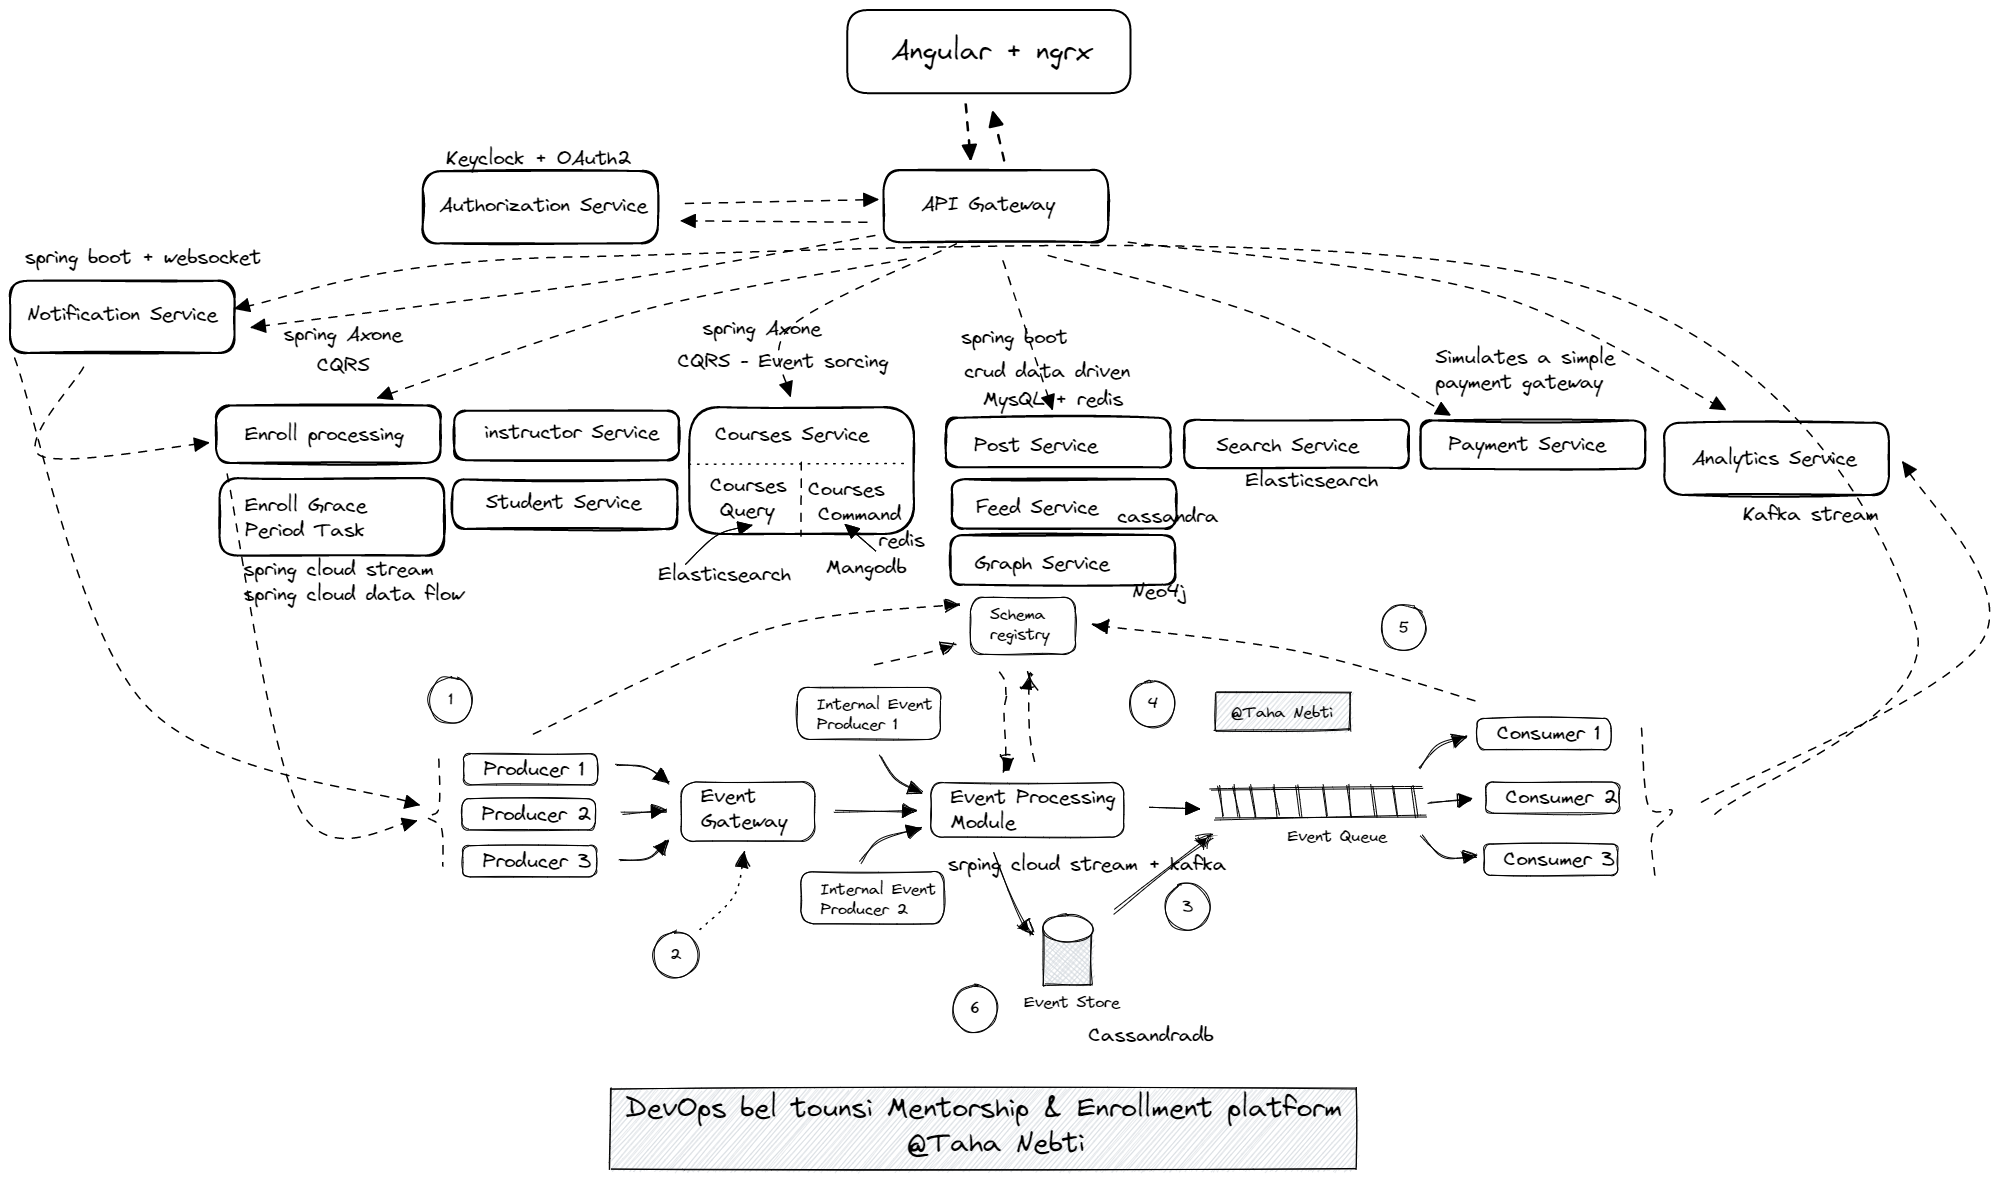 Angular + ngrx
Keyclock + OAuth2
Authorization Service
API Gateway
spring boot + websocket
Notification Service
spring Axone
CQRS
spring Axone
CQRS - Event sorcing
spring boot
crud data driven
MysQL + redis
Simulates a simple
payment gateway
Enroll processing
instructor Service
Courses Service
Post Service
Search Service
Payment Service
Analytics Service
Elasticsearch
Kafka stream
Enroll Grace
Period Task
Student Service
Courses
Query
Courses
Command
Feed Service
cassandra
redis
Mangodb
Elasticsearch
Graph Service
Neo4j
spring cloud stream
spring cloud data flow
Schema
registry
5
1
Internal Event
Producer 1
4
@Taha Nebti
Consumer 1
Producer 1
Producer 2
Producer 3
Event
Gateway
Event Processing
Module
Event Queue
Consumer 2
Consumer 3
srping cloud stream + kafka
Internal Event
Producer 2
3
2
6
Event Store
Cassandradb
DevOps bel tounsi Mentorship & Enrollment platform
@Taha Nebti